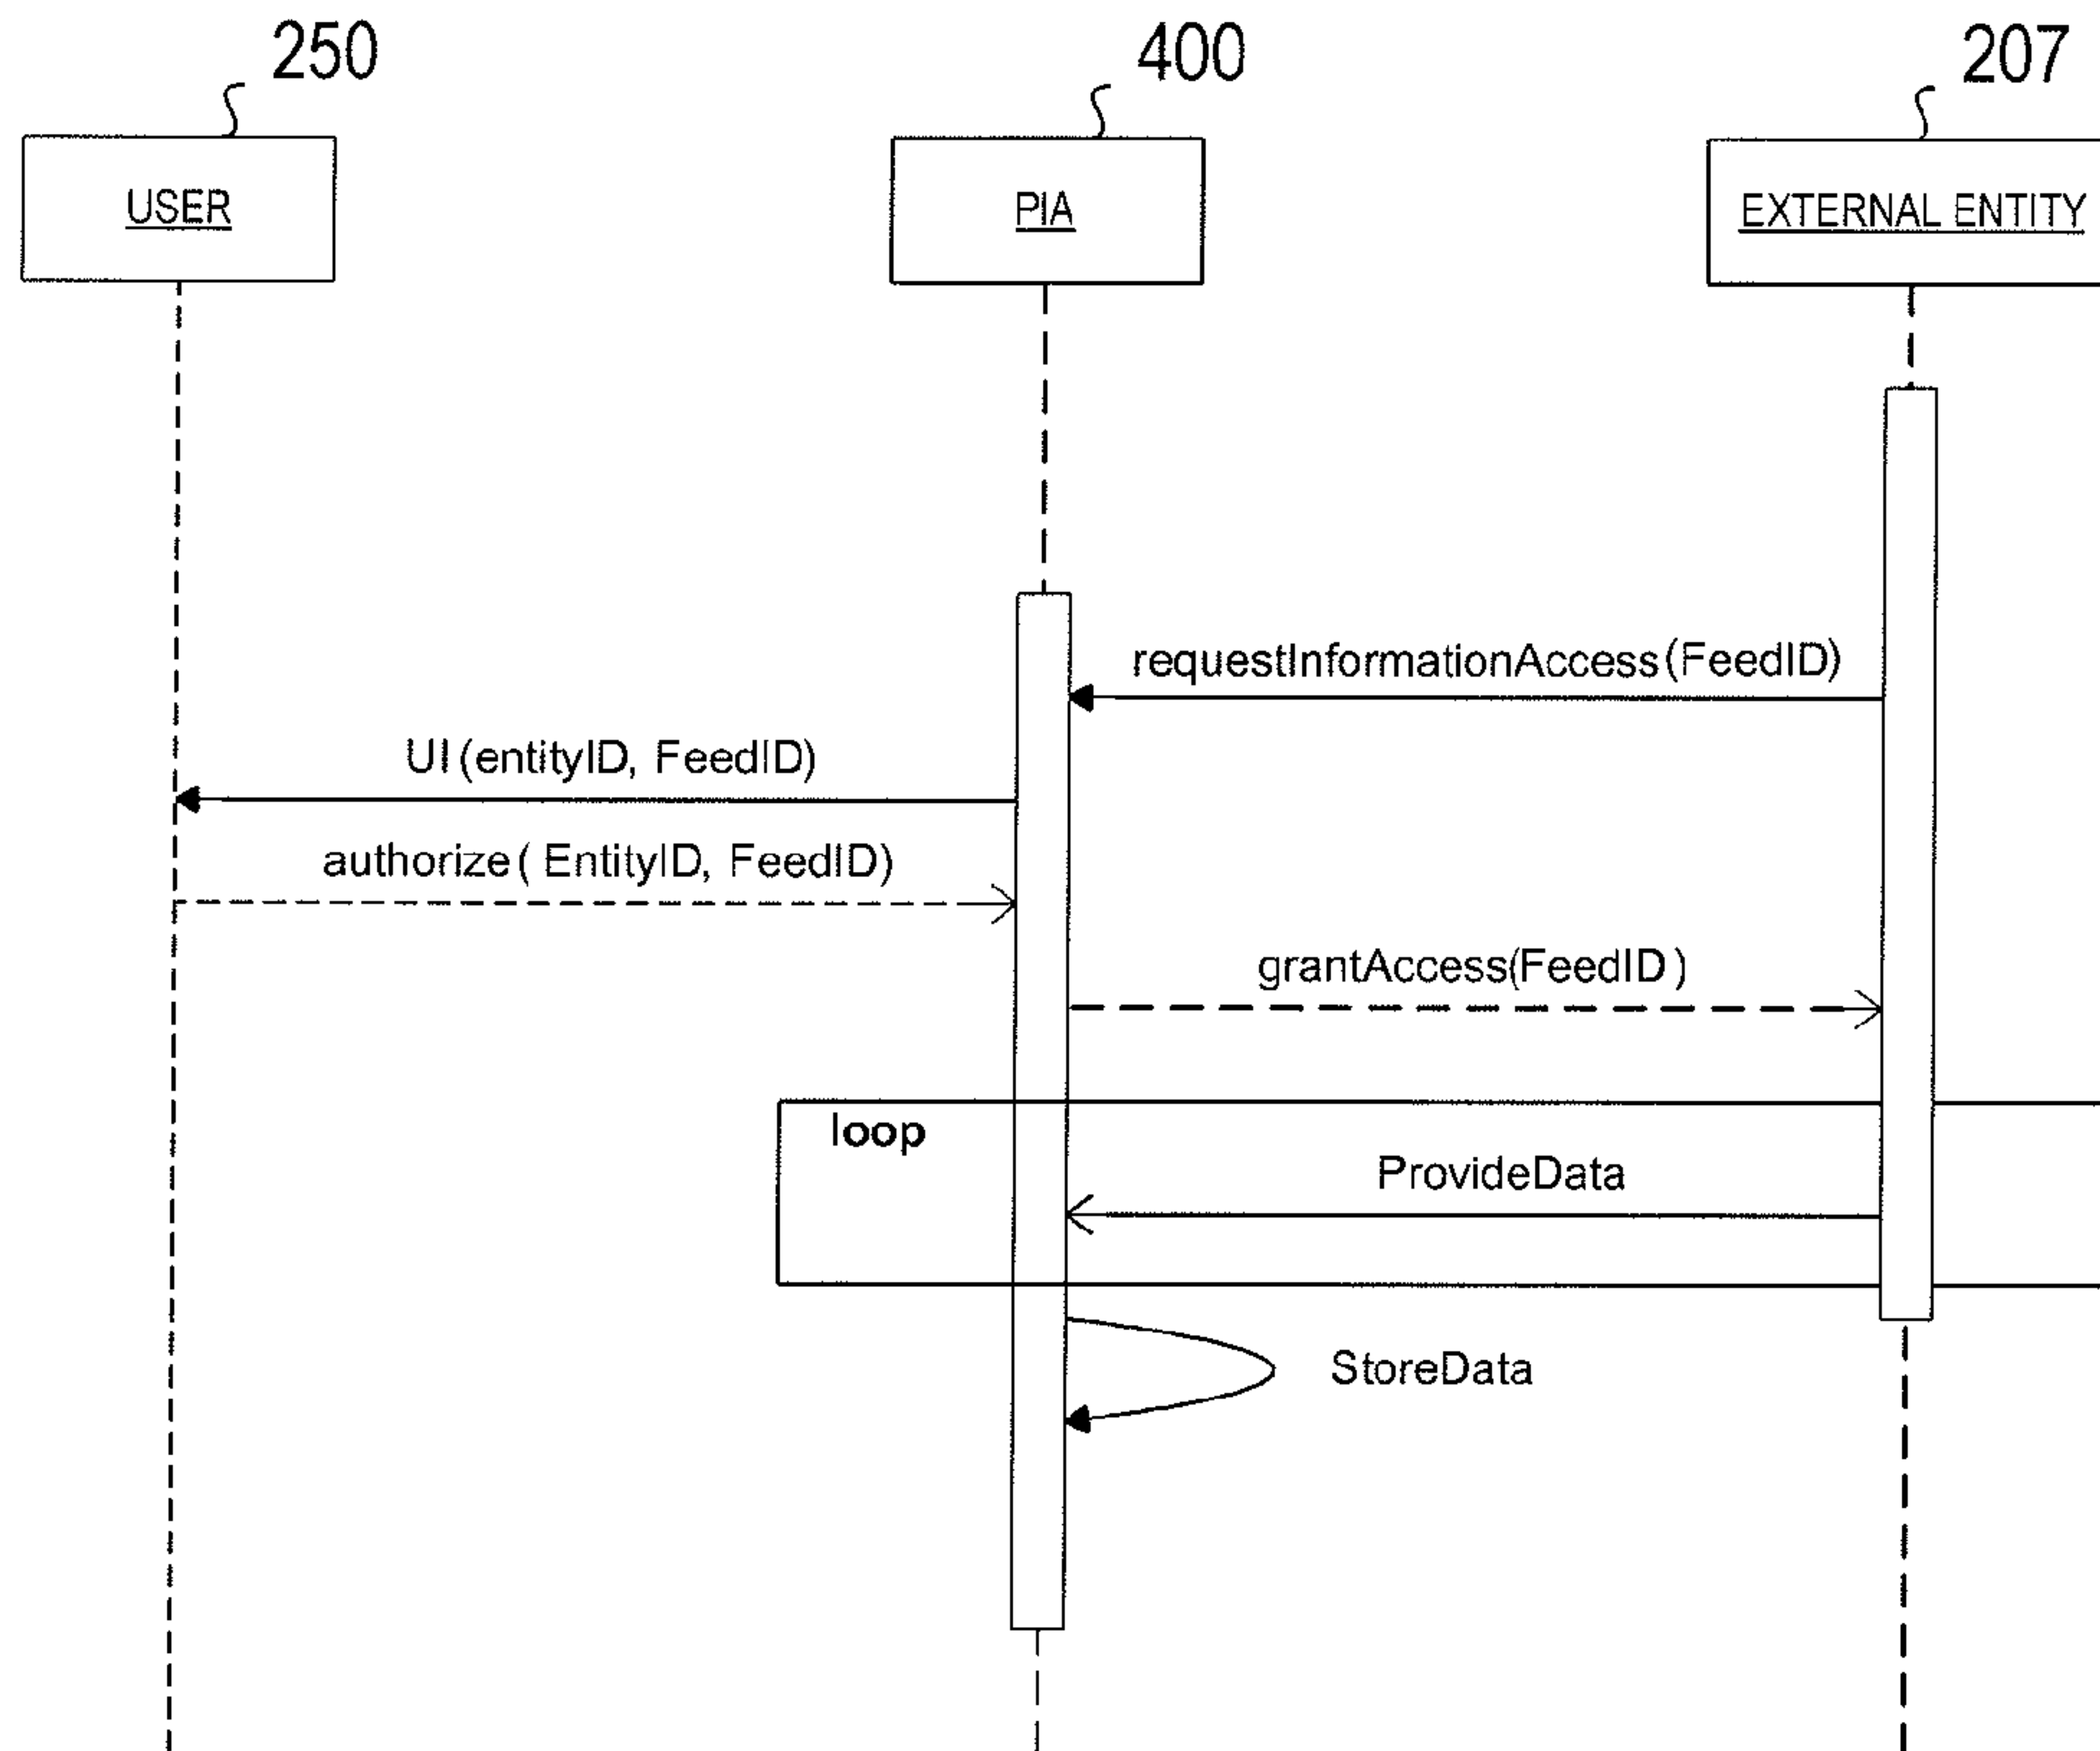 250
400
207
USER
PIA
EXTERNAL ENTITY
requestInformationAccess(FeedID)
UI(entityID, FeedID)
authorize( EntityID, FeedID)
grantAccess(FeedID )
loop
ProvideData
StoreData